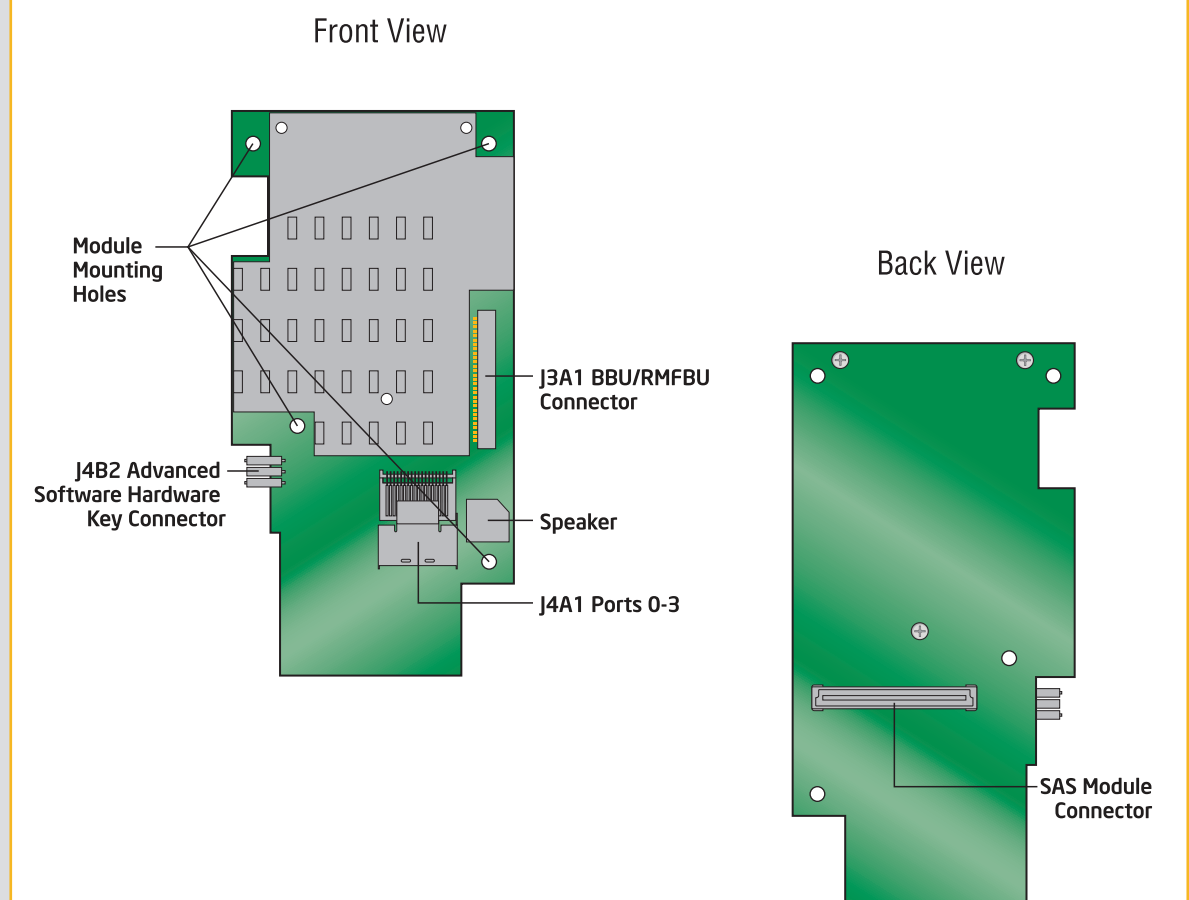 Front View
Module
Mounting
Holes
J3A1 BBU/RMFBU
Connector
J4B2 Advanced
Software Hardware
Key Connector
Speaker
J4A1 Ports 0-3
Back View
SAS Module
Connector